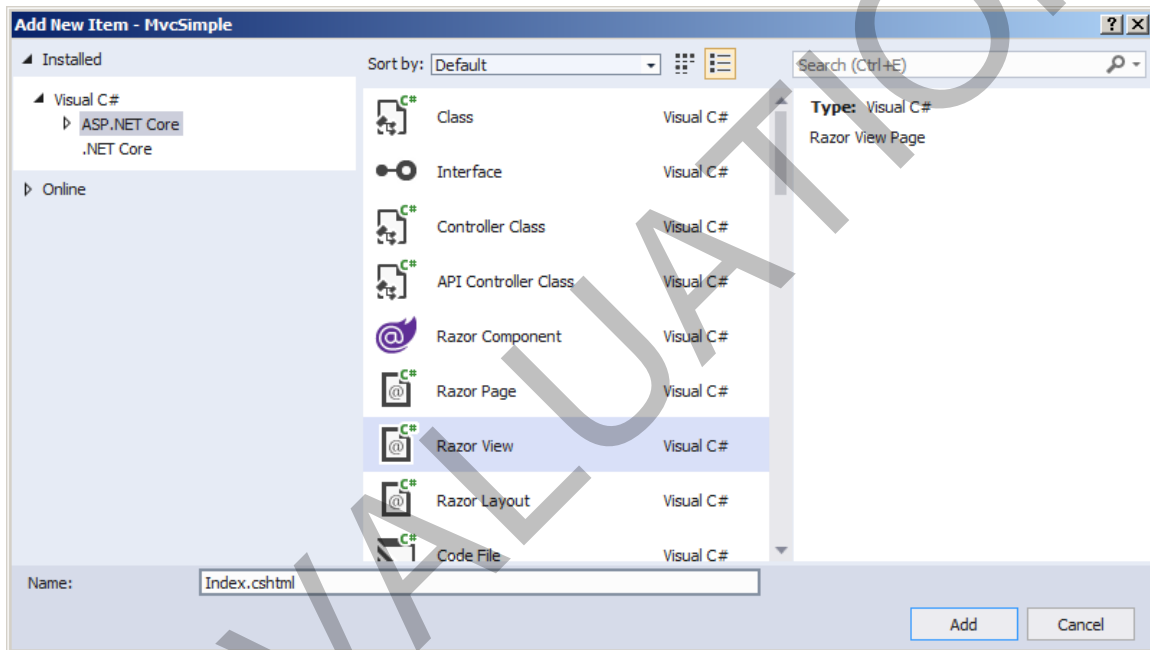 Add New Item - MvcSimple
Installed
Sort by: Default
Search (Ctrl+E)
Visual C#
ASP.NET Core
.NET Core
Online
C# Class Visual C#
Interface Visual C#
C# Controller Class Visual C#
C# API Controller Class Visual C#
@ Razor Component Visual C#
C# @ Razor Page Visual C#
C# @ Razor View Visual C#
C# @ Razor Layout Visual C#
C# Code File Visual C#
Type: Visual C#
Razor View Page
Name: Index.cshtml
Add Cancel
VALUATIO